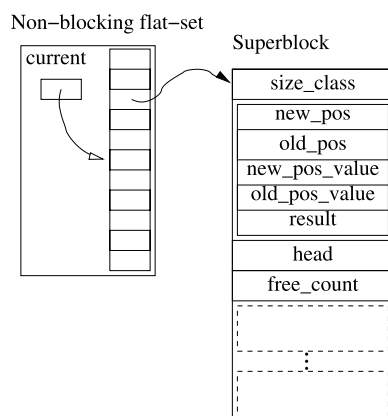 Non-blocking flat-set
current
Superblock
size_class
new_pos
old_pos
new_pos_value
old_pos_value
result
head
free_count